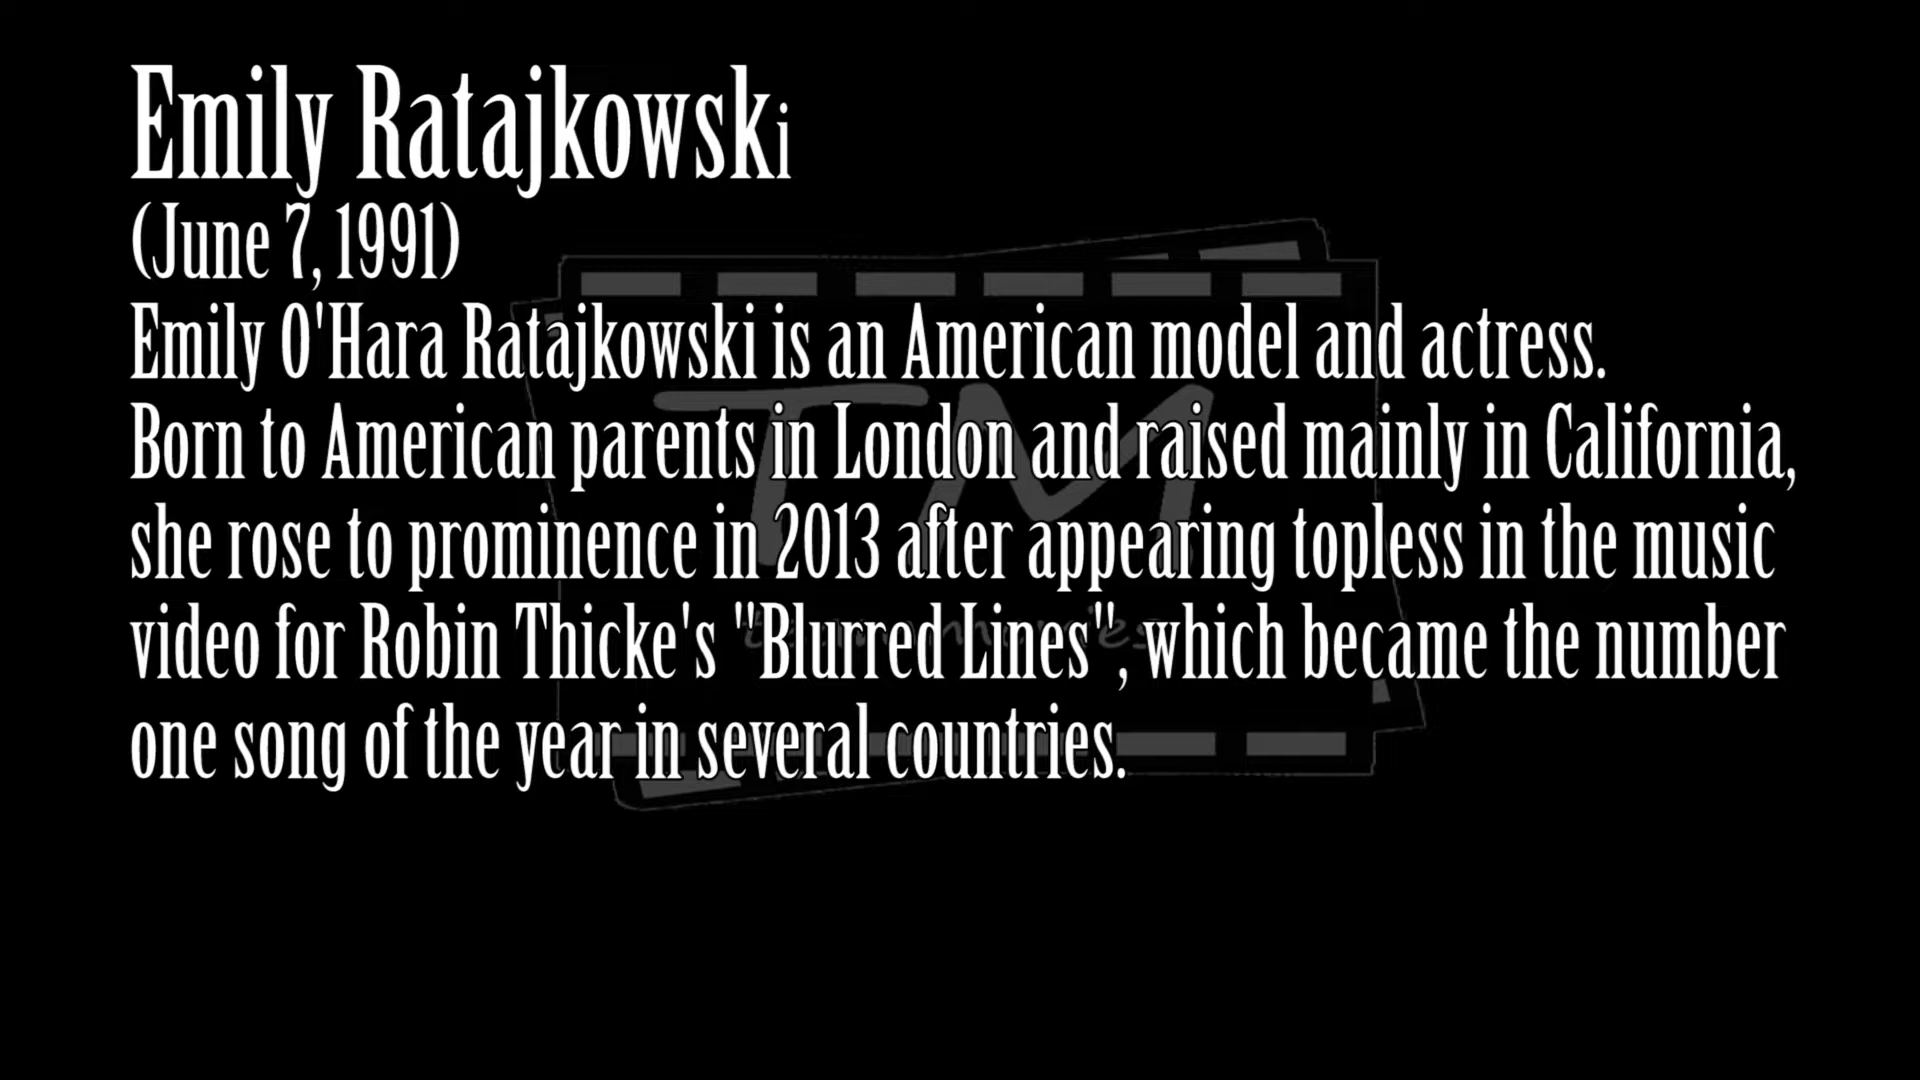 Emily Ratajkowski
(June 7, 1991)
Emily O'Hara Ratajkowski is an American model and actress.
Born to American parents in London and raised mainly in California,
she rose to prominence in 2013 after appearing topless in the music
video for Robin Thicke's "Blurred Lines", which became the number
one song of the year in several countries.
TM